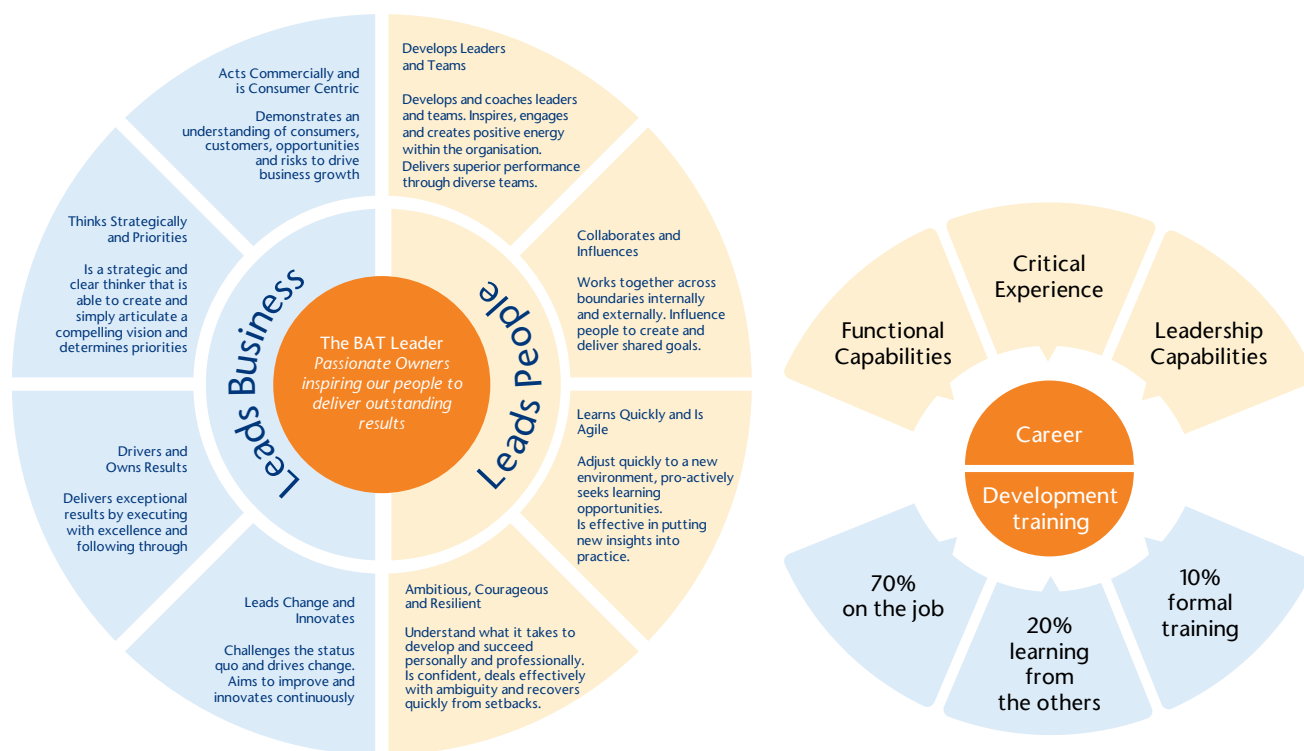 Acts Commercially and
is Consumer Centric
Demonstrates an
understanding of consumers,
customers, opportunities
and risks to drive
business growth
Develops Leaders
and Teams
Develops and coaches leaders
and teams. Inspires, engages
and creates positive energy
within the organisation.
Delivers superior performance
through diverse teams.
Thinks Strategically
and Priorities
Is a strategic and
clear thinker that is
able to create and
simply articulate a
compelling vision and
determines priorities
Collaborates and
Influences
Works together across
boundaries internally
and externally. Influence
people to create and
deliver shared goals.
Leads Business
The BAT Leader
Passionate Owners
inspiring our people to
deliver outstanding
results
Leads People
Drivers and
Owns Results
Delivers exceptional
results by executing
with excellence and
following through
Learns Quickly and Is
Agile
Adjust quickly to a new
environment, pro-actively
seeks learning
opportunities.
Is effective in putting
new insights into
practice.
Leads Change and
Innovates
Challenges the status
quo and drives change.
Aims to improve and
innovates continuously
Ambitious, Courageous
and Resilient
Understand what it takes to
develop and succeed
personally and professionally.
Is confident, deals effectively
with ambiguity and recovers
quickly from setbacks.
Functional
Capabilities
Critical
Experience
Leadership
Capabilities
Career
Development
training
70%
on the job
20%
learning
from
the others
10%
formal
training